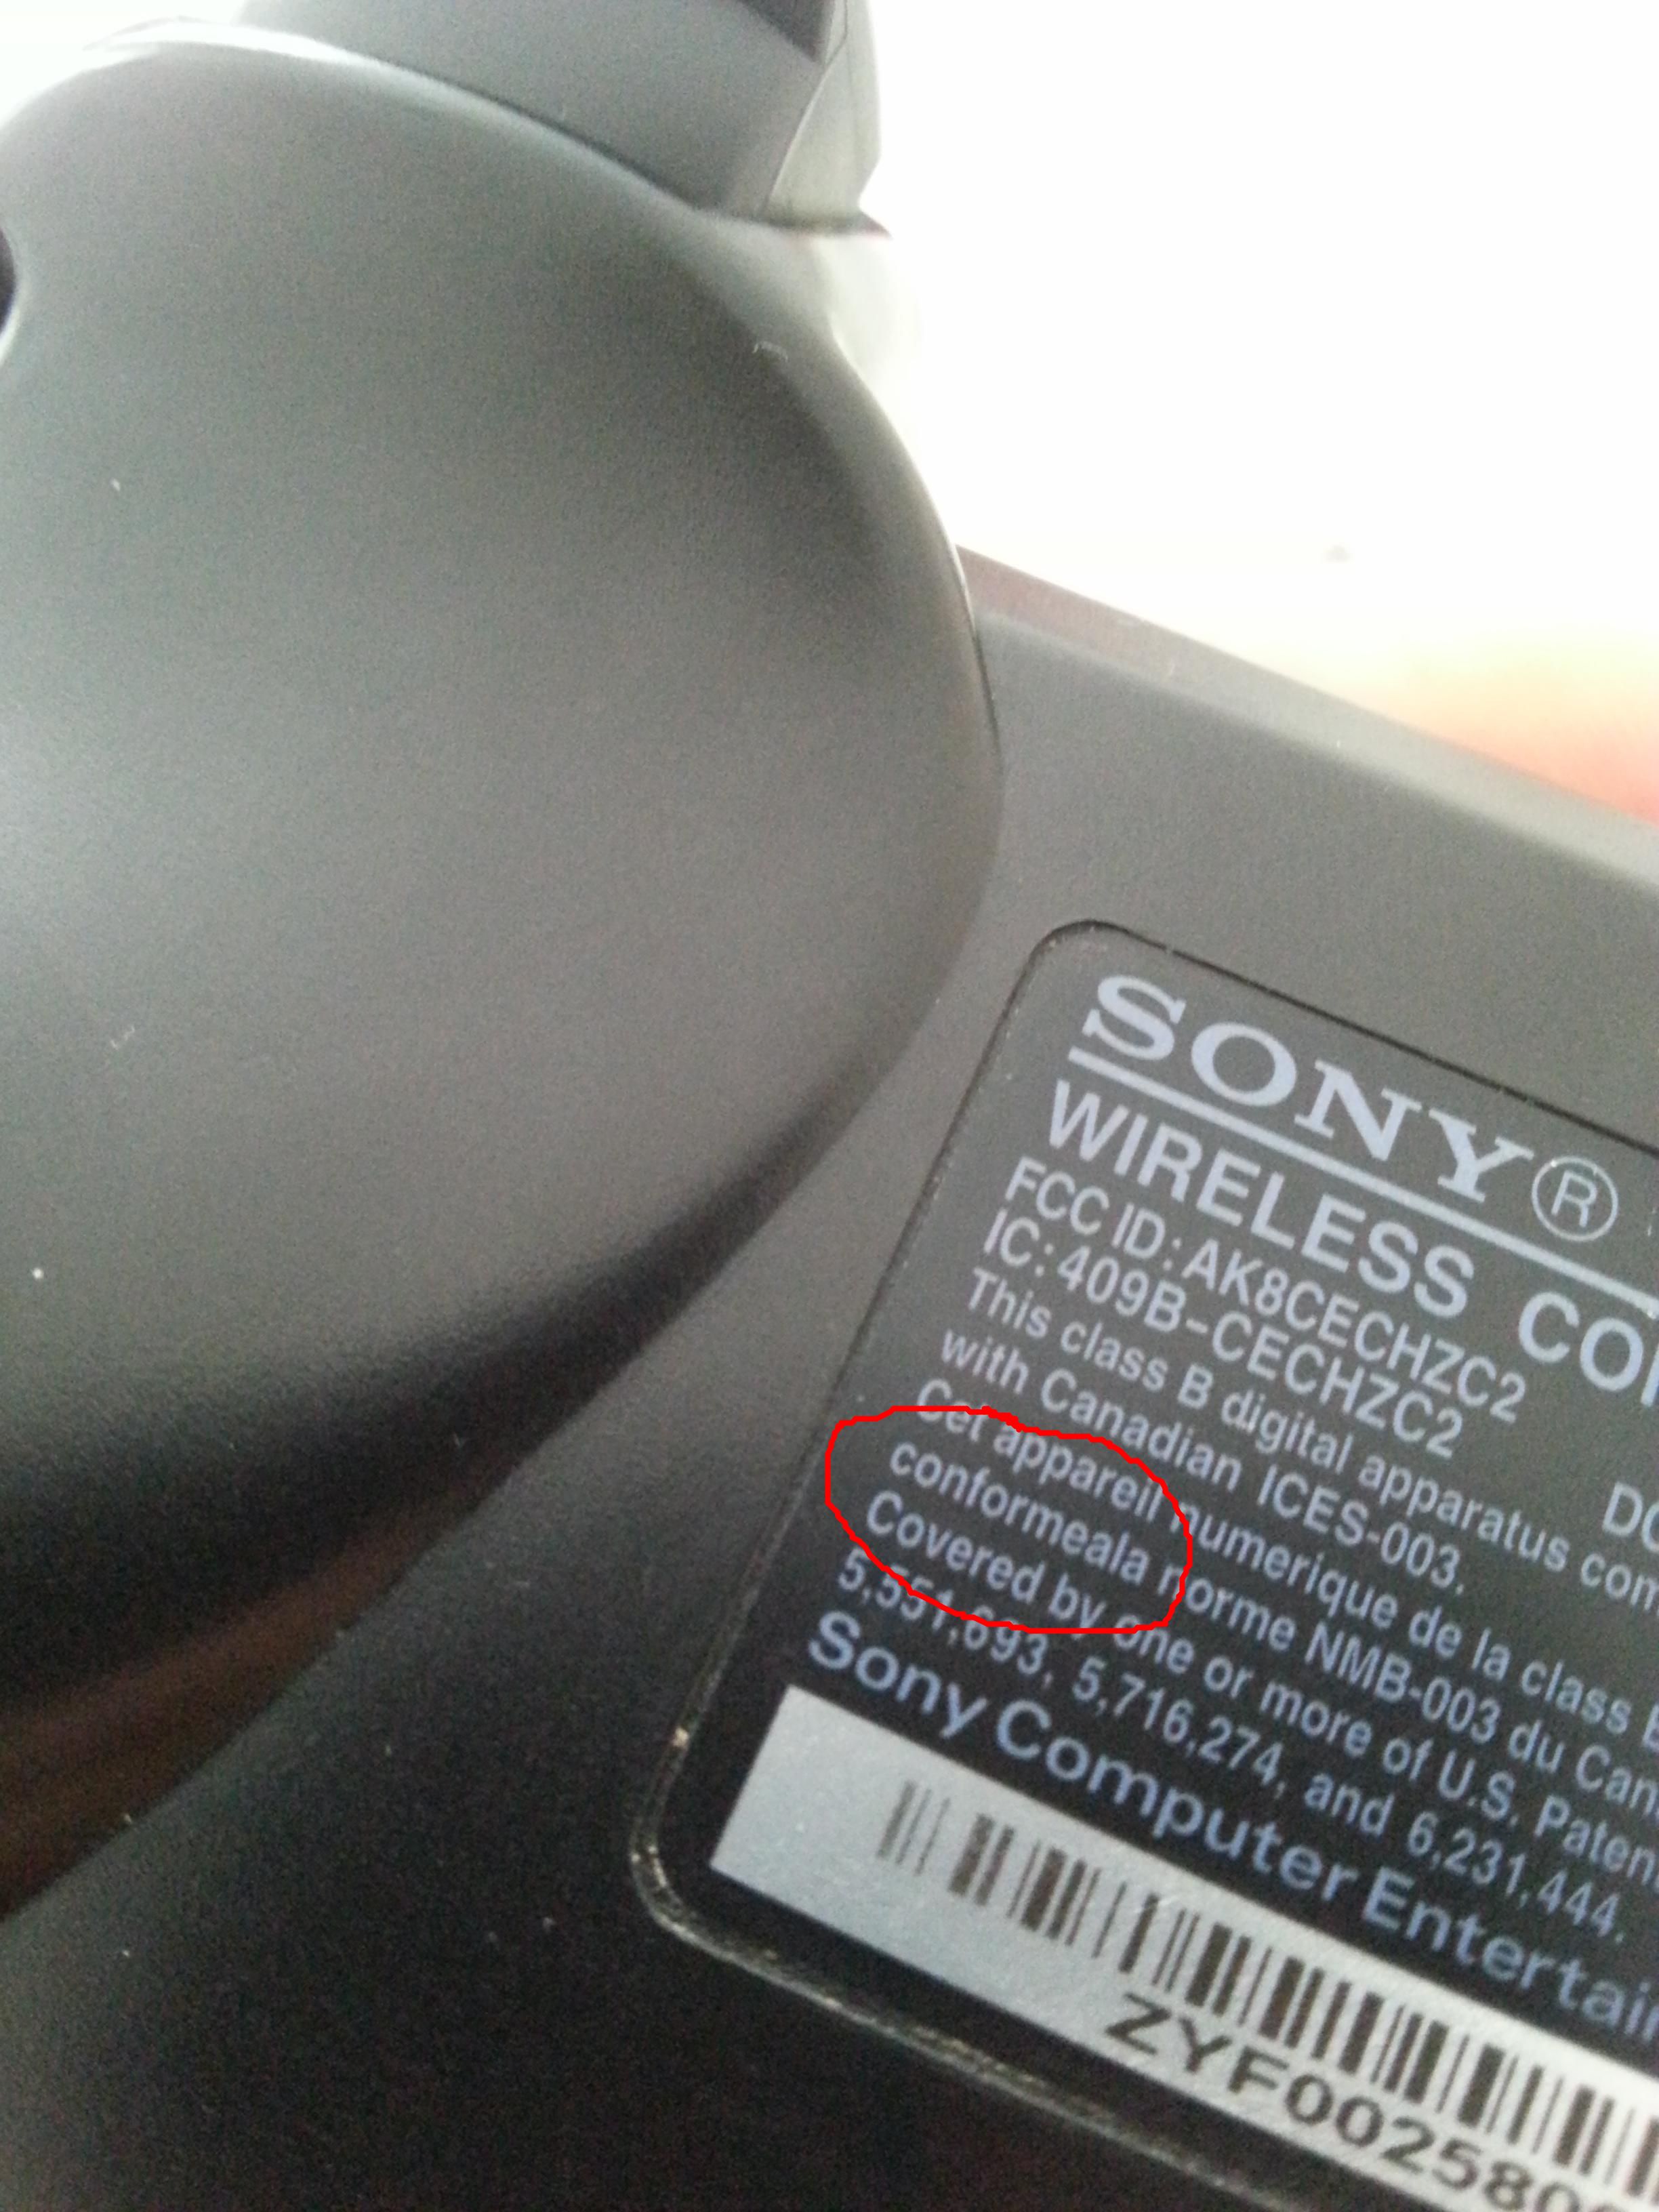 SONY®
WIRELESS CO
FCC ID: AK8CECHZC2
IC: 409B-CECHZC2
DC
This class B digital apparatus com
with Canadian ICES-003.
Cet appareil numerique de la class B
conformeala norme NMB-003 du Can
Covered by one or more of U.S. Paten
5,551,693, 5,716,274, and 6,231,444.
Sony Computer Entertain
ZYF002580